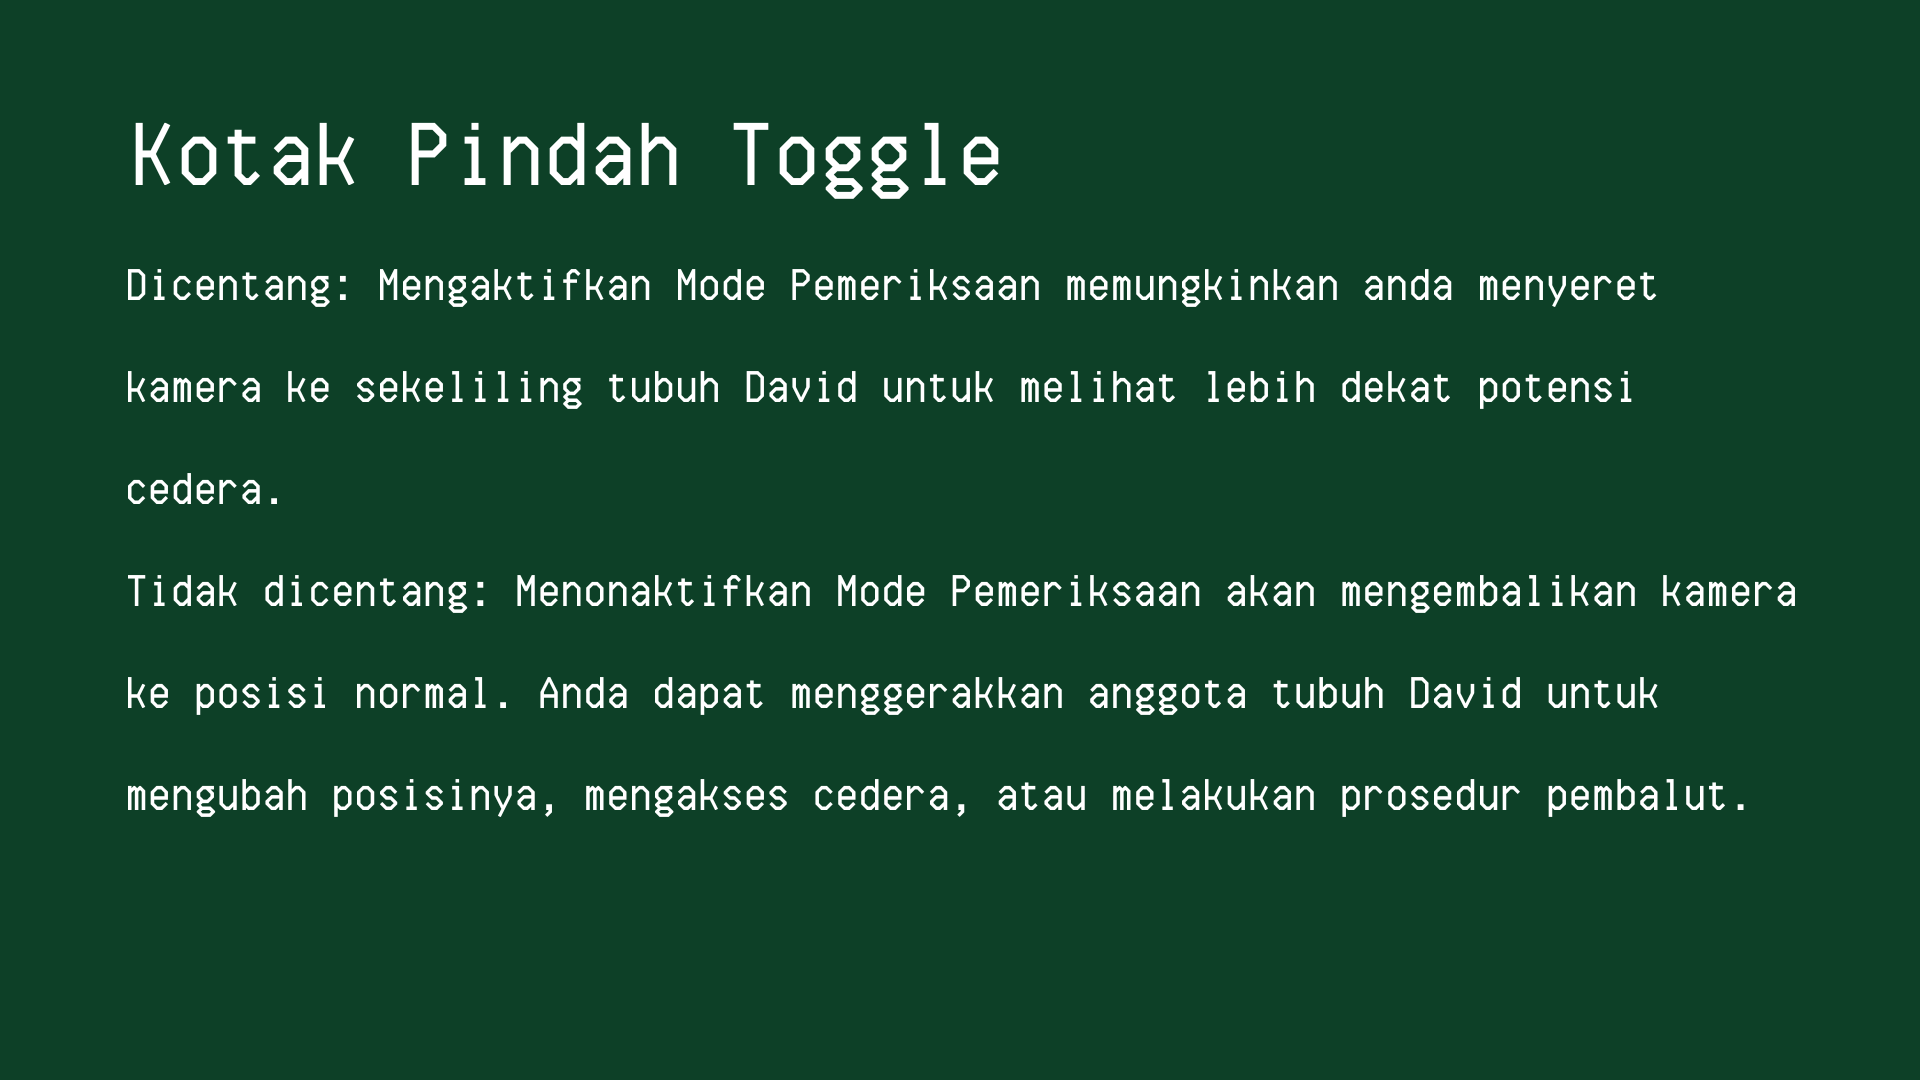 Kotak Pindah Toggle
Dicentang: Mengaktifkan Mode Pemeriksaan memungkinkan anda menyeret
kamera ke sekeliling tubuh David untuk melihat lebih dekat potensi
cedera.
Tidak dicentang: Menonaktifkan Mode Pemeriksaan akan mengembalikan kamera
ke posisi normal. Anda dapat menggerakkan anggota tubuh David untuk
mengubah posisinya, mengakses cedera, atau melakukan prosedur pembalut.